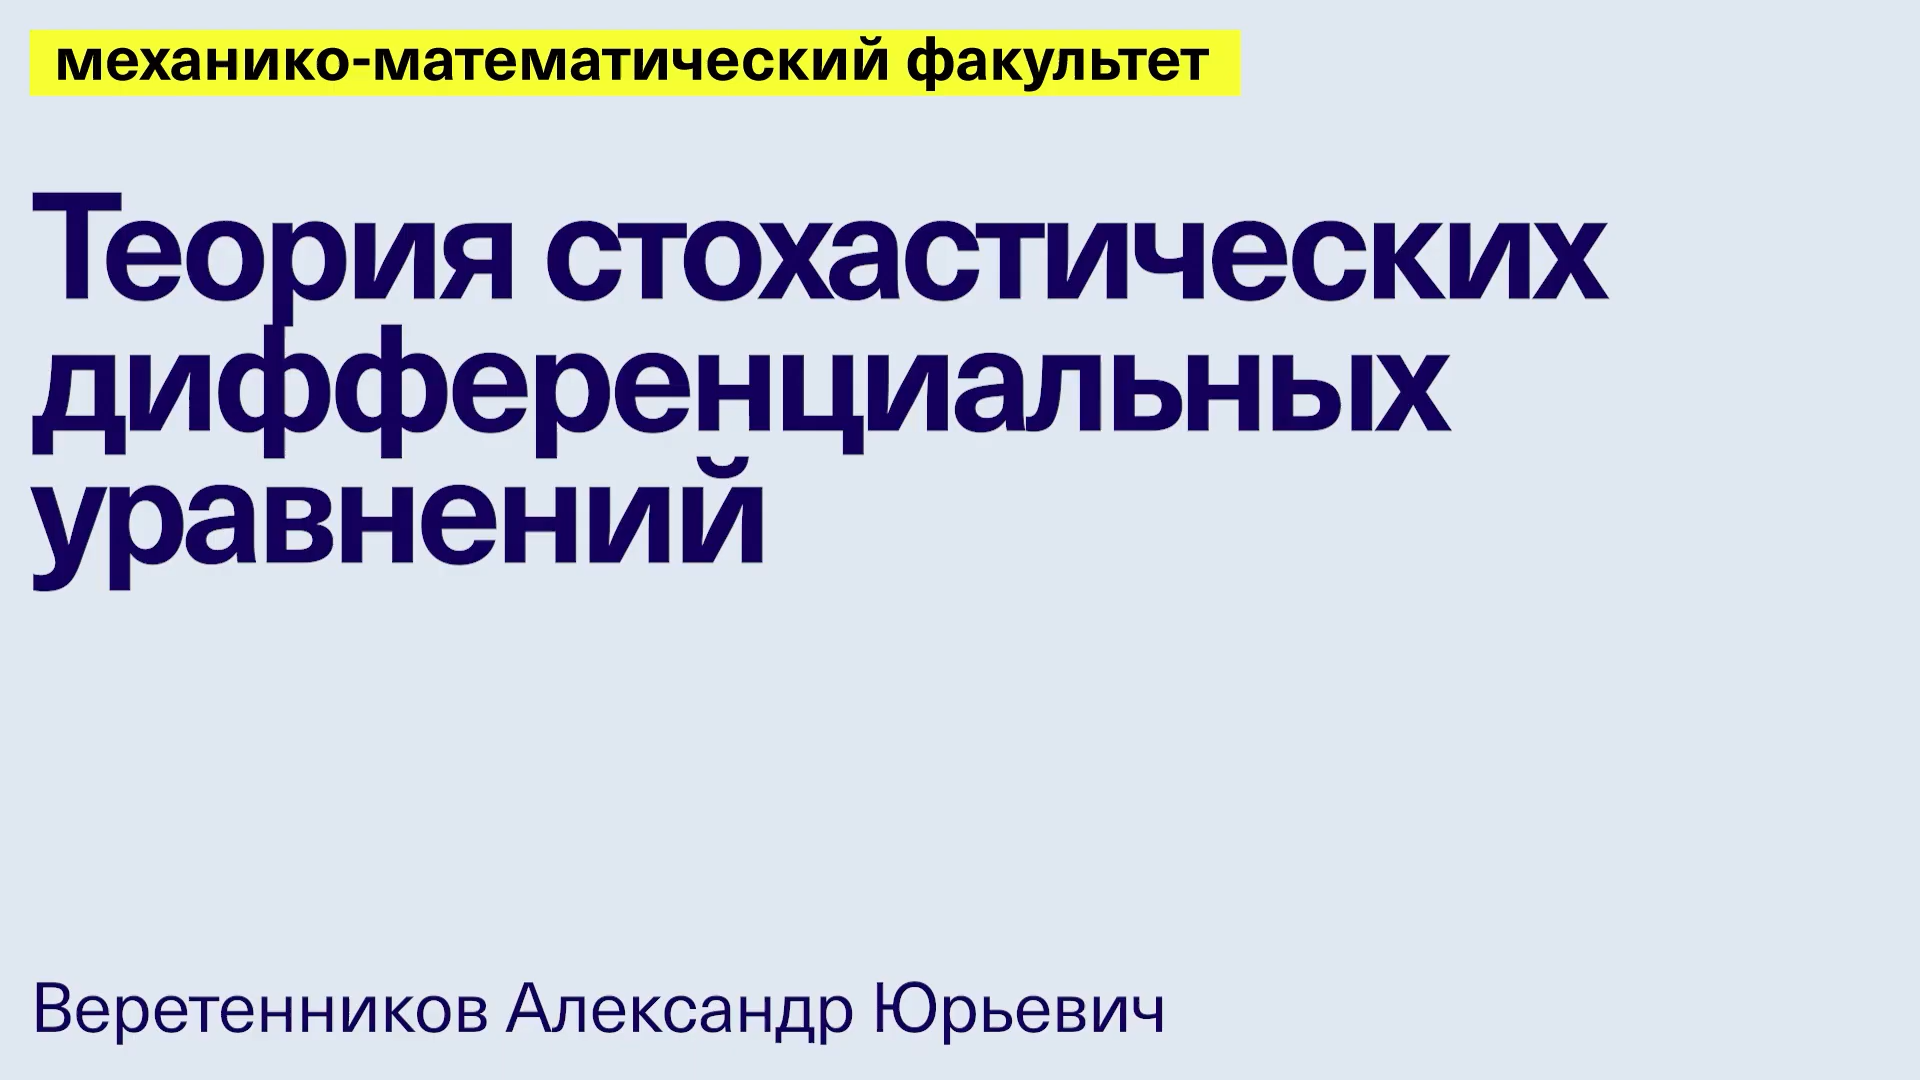 механико-математический факультет
Теория стохастических
дифференциальных
уравнений
Веретенников Александр Юрьевич